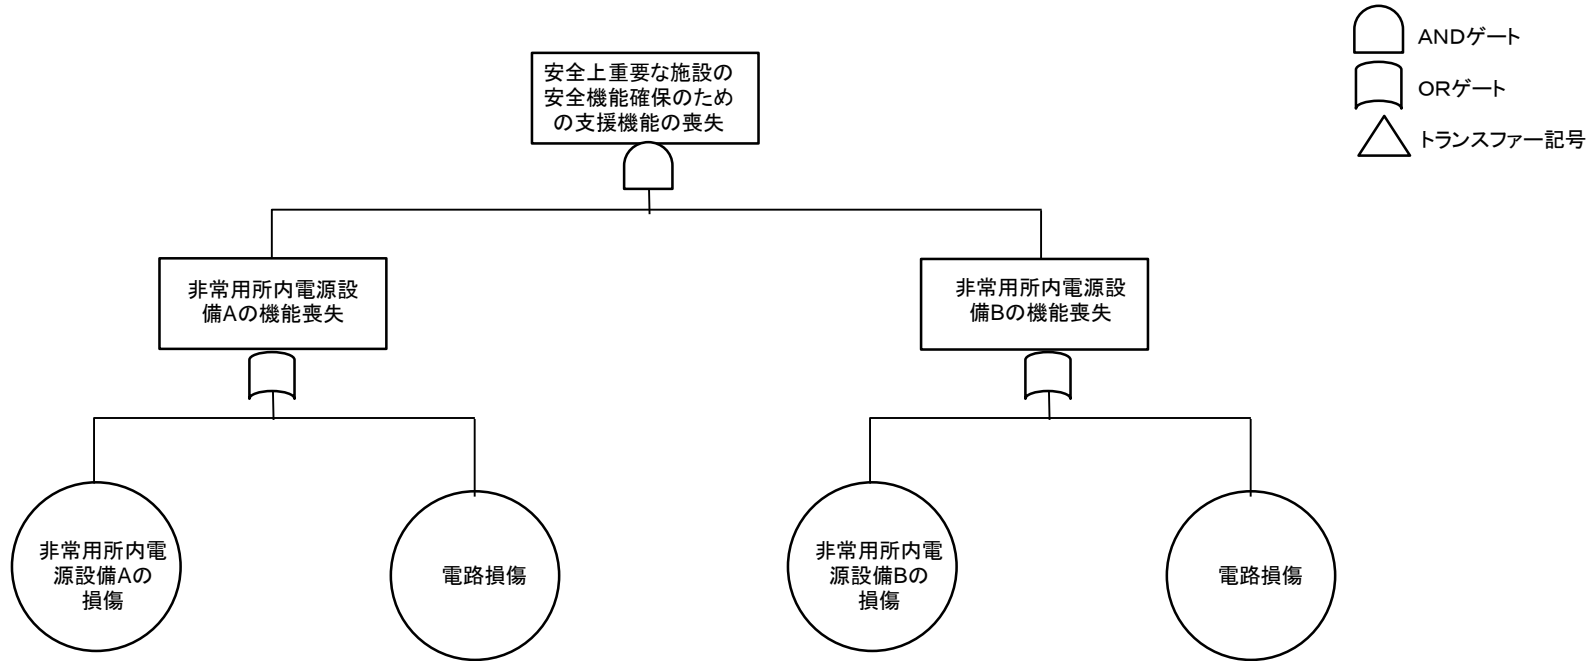 ANDゲート
安全上重要な施設の
安全機能確保のため
の支援機能の喪失
ORゲート
トランスファー記号
非常用所内電源設
備Aの機能喪失
非常用所内電源設
備Bの機能喪失
非常用所内電
源設備Aの
損傷
電路損傷
非常用所内電
源設備Bの
損傷
電路損傷